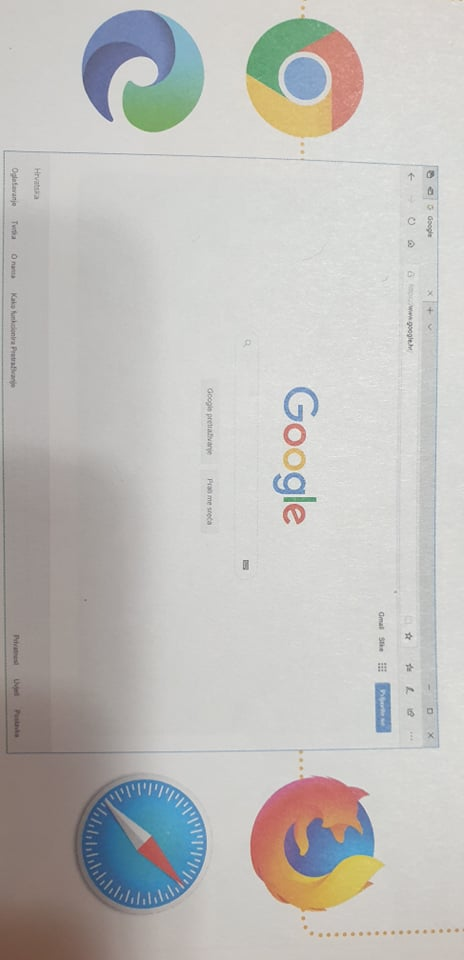 Google
https://www.google.hr/
Gmail Slike
Prijavite se
Google
Google pretraživanje Prati me sreća
Hrvatska
Oglašavanje Tvrtka O nama Kako funkcionira Pretraživanje Privatnost Uvjeti Postavke